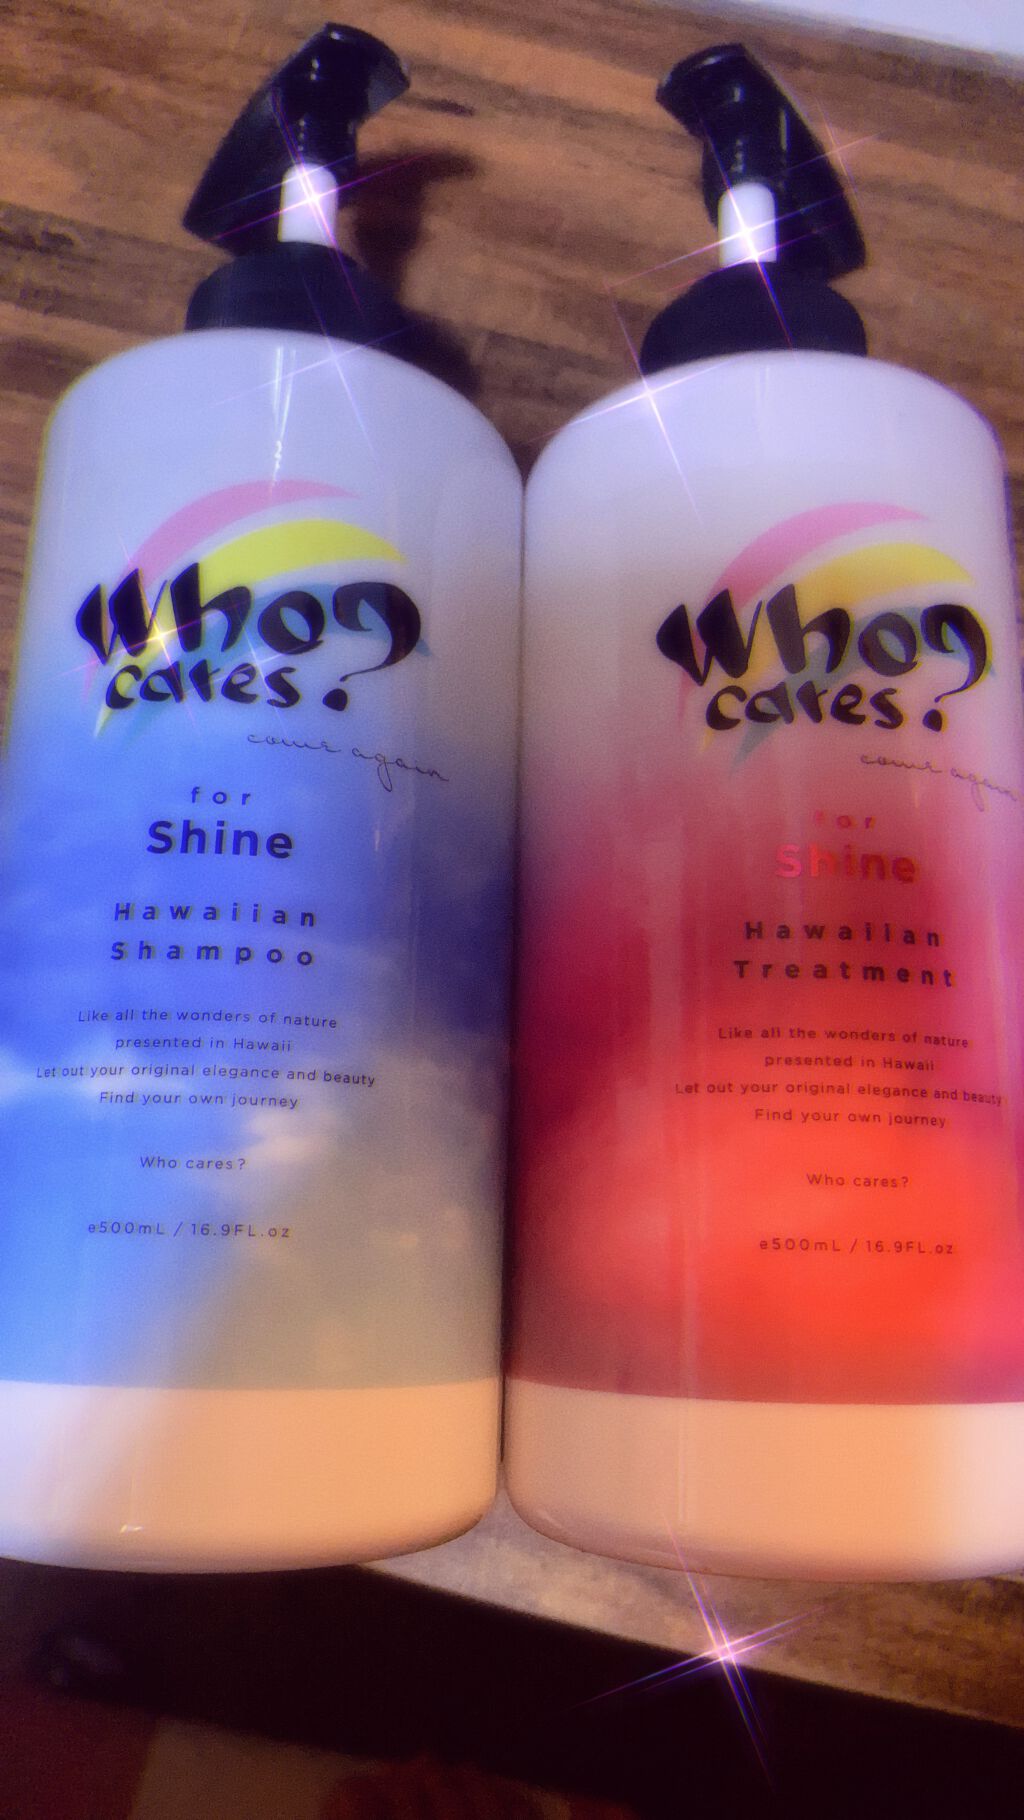 Who
cares?
come again
for
Shine
Hawaiian
Shampoo
Like all the wonders of nature
presented in Hawaii
Let out your original elegance and beauty
Find your own journey
Who cares?
e500mL / 16.9FL.oz
Who
cares?
come again
for
Shine
Hawaiian
Treatment
Like all the wonders of nature
presented in Hawaii
Let out your original elegance and beauty
Find your own journey
Who cares?
e500mL / 16.9FL.oz